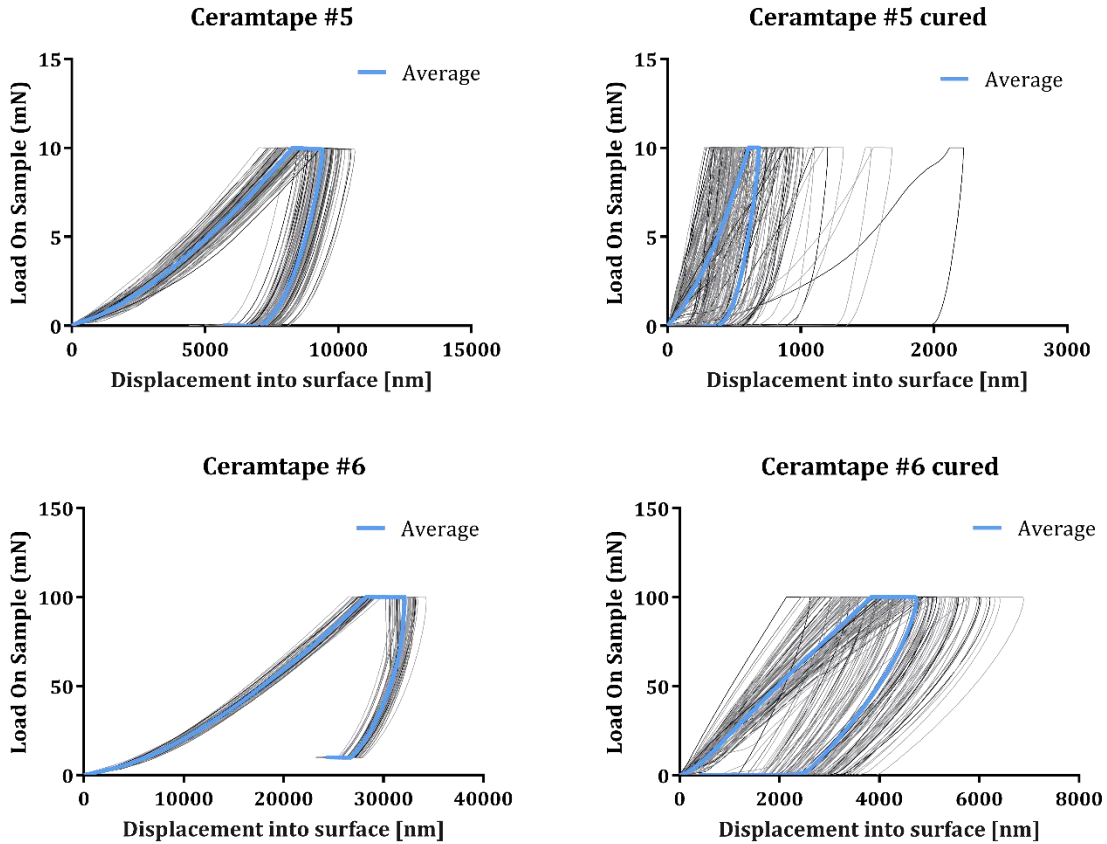 Ceramtape #5
Load On Sample (mN)
15
10
5
0
Average
0 5000 10000 15000
Displacement into surface [nm]
Ceramtape #5 cured
Load On Sample (mN)
15
10
5
0
Average
0 1000 2000 3000
Displacement into surface [nm]
Ceramtape #6
Load On Sample (mN)
150
100
50
0
Average
0 10000 20000 30000 40000
Displacement into surface [nm]
Ceramtape #6 cured
Load On Sample (mN)
150
100
50
0
Average
0 2000 4000 6000 8000
Displacement into surface [nm]